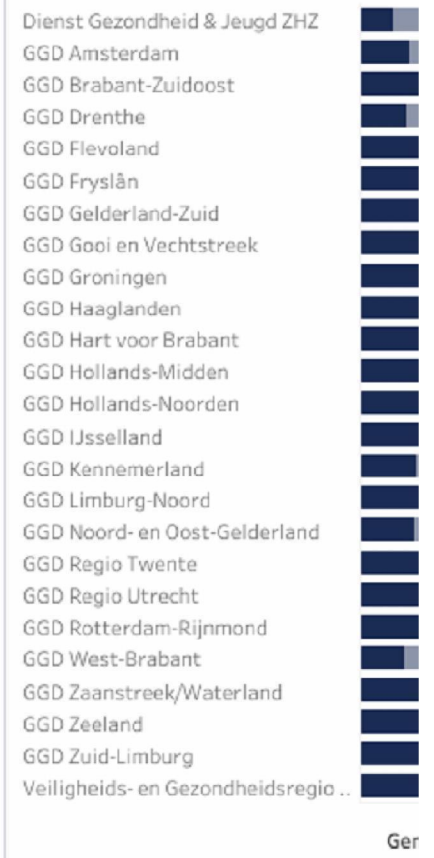 Dienst Gezondheid & Jeugd ZHZ
GGD Amsterdam
GGD Brabant-Zuidoost
GGD Drenthe
GGD Flevoland
GGD Fryslân
GGD Gelderland-Zuid
GGD Gooi en Vechtstreek
GGD Groningen
GGD Haaglanden
GGD Hart voor Brabant
GGD Hollands-Midden
GGD Hollands-Noorden
GGD IJsselland
GGD Kennemerland
GGD Limburg-Noord
GGD Noord- en Oost-Gelderland
GGD Regio Twente
GGD Regio Utrecht
GGD Rotterdam-Rijnmond
GGD West-Brabant
GGD Zaanstreek/Waterland
GGD Zeeland
GGD Zuid-Limburg
Veiligheids- en Gezondheidsregio ..
Ger